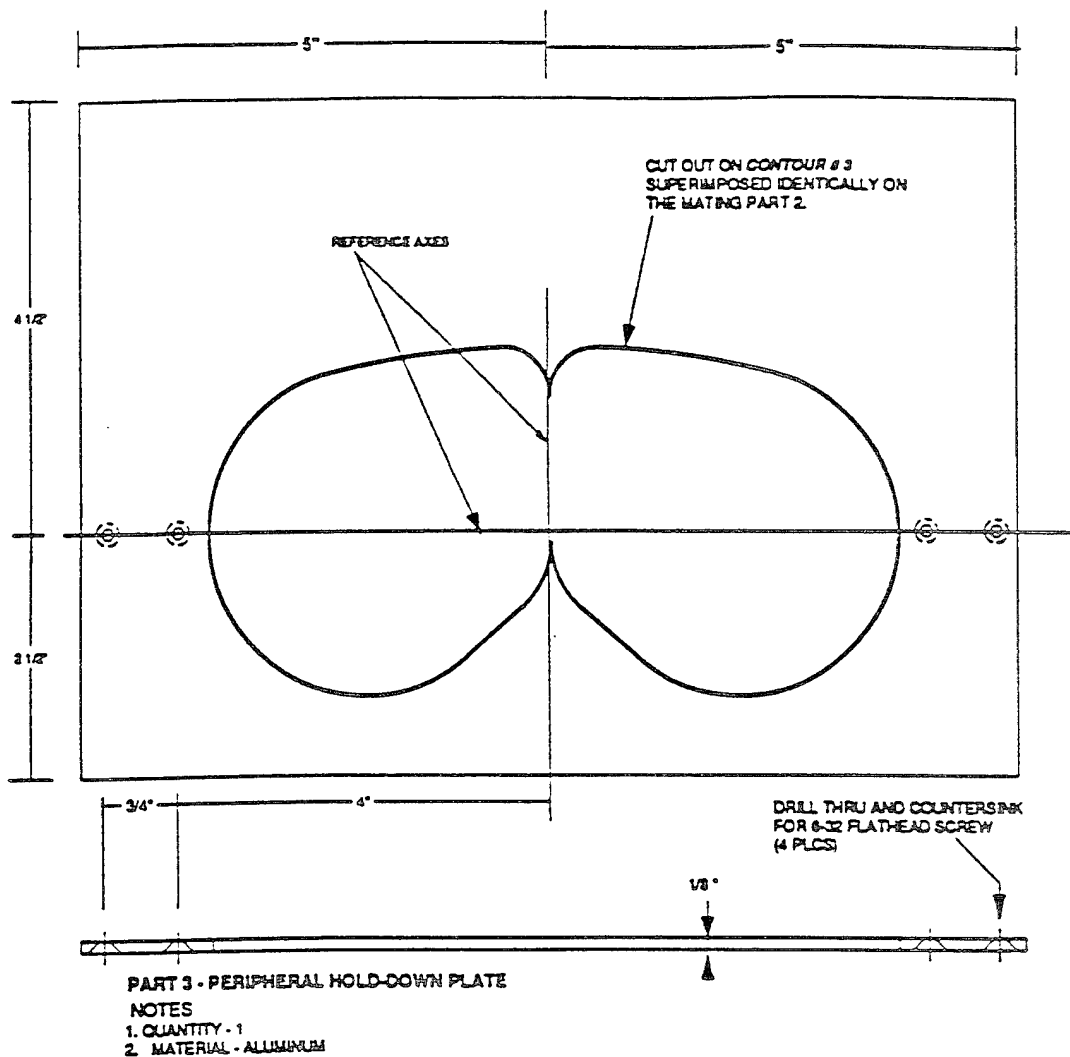 5"
5"
CUT OUT ON CONTOUR # 3
SUPERIMPOSED IDENTICALLY ON
THE MATING PART 2.
REFERENCE AXES
4 1/2"
2 1/2"
3/4"
4"
DRILL THRU AND COUNTERSINK
FOR 6-32 FLATHEAD SCREW
(4 PLCS)
1/8"
PART 3 - PERIPHERAL HOLD-DOWN PLATE
NOTES
1. QUANTITY - 1
2. MATERIAL - ALUMINUM